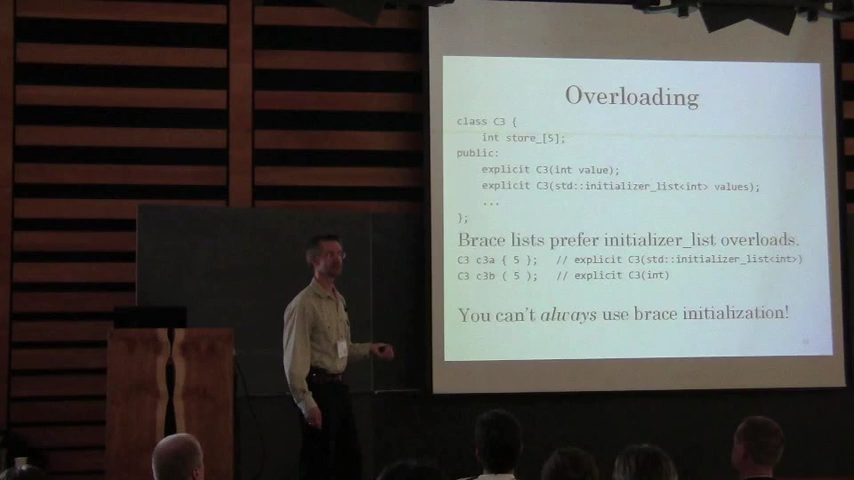 Overloading
class C3 {
int store_[5];
public:
explicit C3(int value);
explicit C3(std::initializer_list<int> values);
...
};
Brace lists prefer initializer_list overloads.
C3 c3a { 5 }; // explicit C3(std::initializer_list<int>)
C3 c3b ( 5 ); // explicit C3(int)
You can't always use brace initialization!